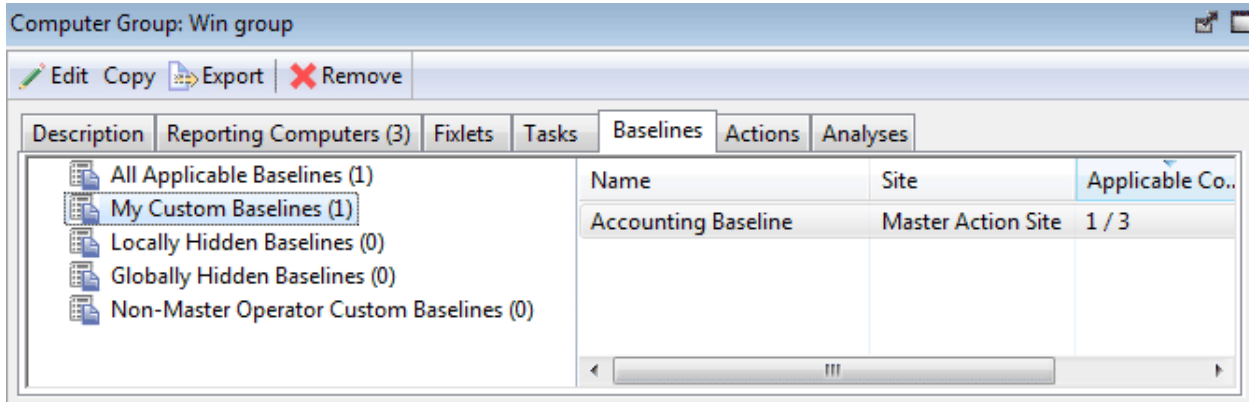 Computer Group: Win group
Edit Copy Export Remove
Description Reporting Computers (3) Fixlets Tasks Baselines Actions Analyses
All Applicable Baselines (1)
My Custom Baselines (1)
Locally Hidden Baselines (0)
Globally Hidden Baselines (0)
Non-Master Operator Custom Baselines (0)
Name Site Applicable Co...
Accounting Baseline Master Action Site 1 / 3